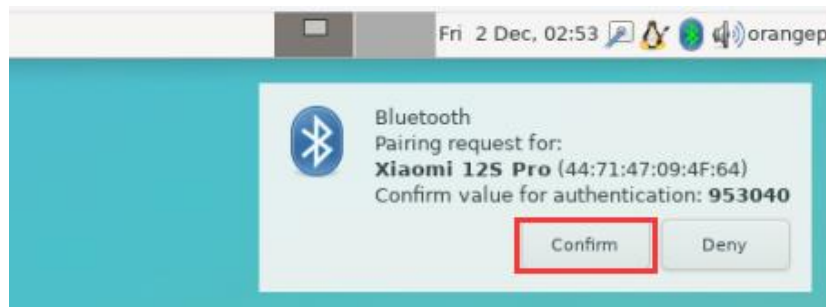 Fri 2 Dec, 02:53 orangep
Bluetooth
Pairing request for:
Xiaomi 12S Pro (44:71:47:09:4F:64)
Confirm value for authentication: 953040
Confirm Deny